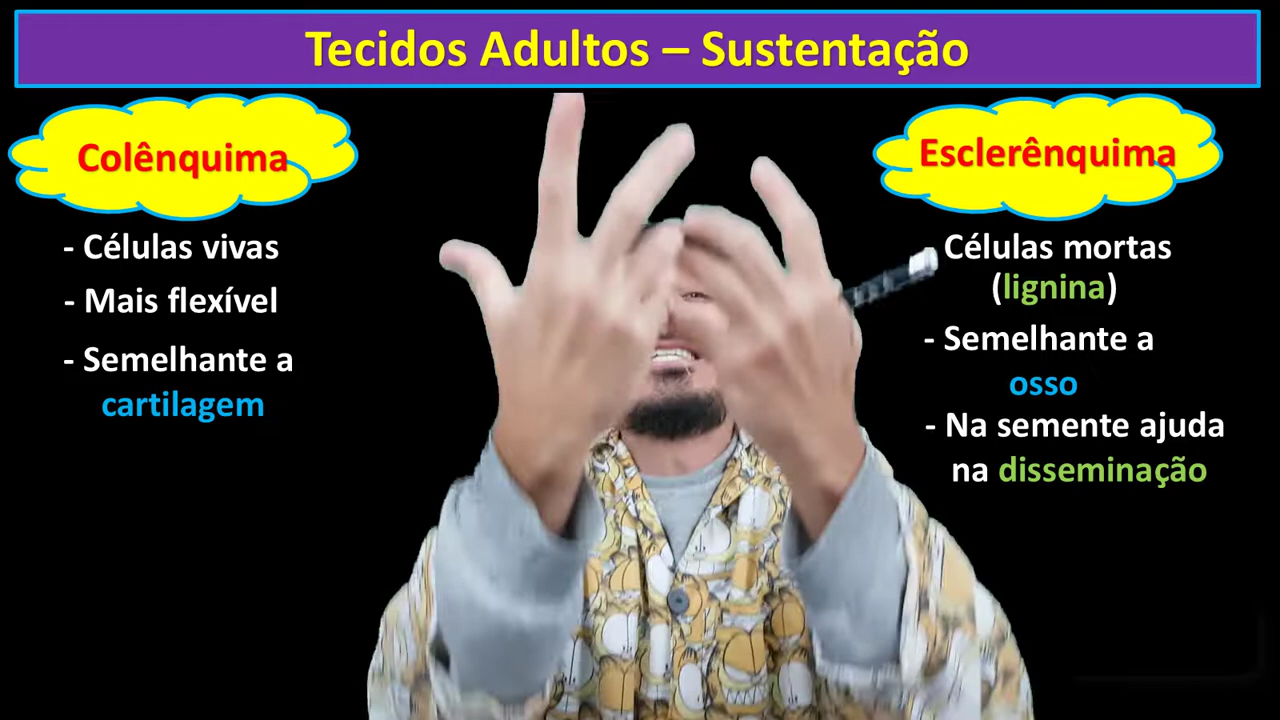 Tecidos Adultos – Sustentação
Colênquima
- Células vivas
- Mais flexível
- Semelhante a
cartilagem
Esclerênquima
Células mortas
(lignina)
- Semelhante a
osso
- Na semente ajuda
na disseminação